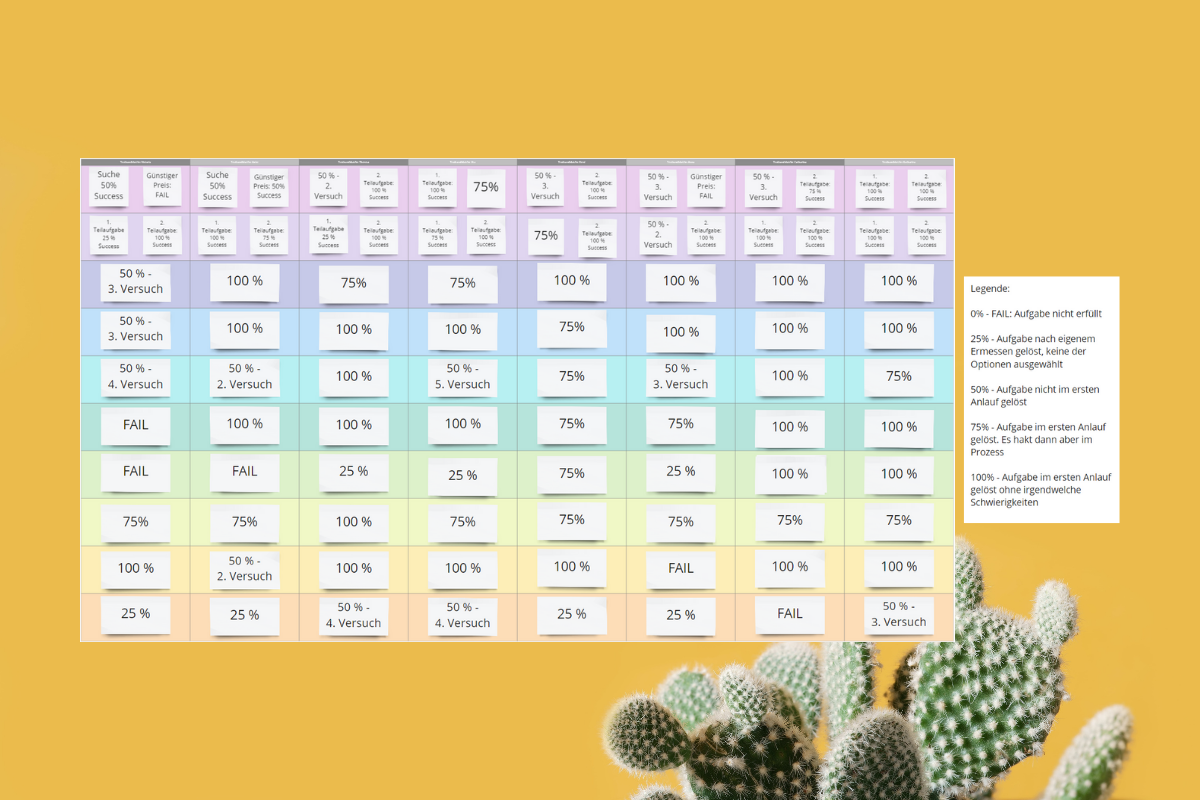 Suche
50%
Success
Günstiger
Preis:
FAIL
Suche
50%
Success
Günstiger
Preis: 50%
Success
50 % -
2.
Versuch
2.
Teilaufgabe:
100 %
Success
1.
Teilaufgabe:
100 %
Success
75%
50 % -
3.
Versuch
2.
Teilaufgabe:
100 %
Success
50 % -
3.
Versuch
Günstiger
Preis:
FAIL
50 % -
3.
Versuch
2.
Teilaufgabe:
75 %
Success
1.
Teilaufgabe:
100 %
Success
2.
Teilaufgabe:
100 %
Success
1.
Teilaufgabe
25 %
Success
2.
Teilaufgabe:
100 %
Success
1.
Teilaufgabe:
100 %
Success
2.
Teilaufgabe:
75 %
Success
1.
Teilaufgabe
25 %
Success
2.
Teilaufgabe:
100 %
Success
1.
Teilaufgabe:
75 %
Success
2.
Teilaufgabe:
100 %
Success
75%
2.
Teilaufgabe:
100 %
Success
50 % -
2.
Versuch
2.
Teilaufgabe:
100 %
Success
1.
Teilaufgabe:
100 %
Success
2.
Teilaufgabe:
100 %
Success
1.
Teilaufgabe:
100 %
Success
2.
Teilaufgabe:
100 %
Success
50 % -
3. Versuch
100 %
75%
75%
100 %
100 %
100 %
100 %
50 % -
3. Versuch
100 %
100 %
100 %
75%
100 %
100 %
100 %
50 % -
4. Versuch
50 % -
2. Versuch
100 %
50 % -
5. Versuch
75%
50 % -
3. Versuch
100 %
75%
FAIL
100 %
100 %
100 %
75%
75%
100 %
100 %
FAIL
FAIL
25 %
25 %
75%
25 %
100 %
100 %
75%
75%
100 %
75%
75%
75%
75%
75%
100 %
50 % -
2. Versuch
100 %
100 %
100 %
FAIL
100 %
100 %
25 %
25 %
50 % -
4. Versuch
50 % -
4. Versuch
25 %
25 %
FAIL
50 % -
3. Versuch
Legende:
0% - FAIL: Aufgabe nicht erfüllt
25% - Aufgabe nach eigenem
Ermessen gelöst, keine der
Optionen ausgewählt
50% - Aufgabe nicht im ersten
Anlauf gelöst
75% - Aufgabe im ersten Anlauf
gelöst. Es hakt dann aber im
Prozess
100% - Aufgabe im ersten Anlauf
gelöst ohne irgendwelche
Schwierigkeiten